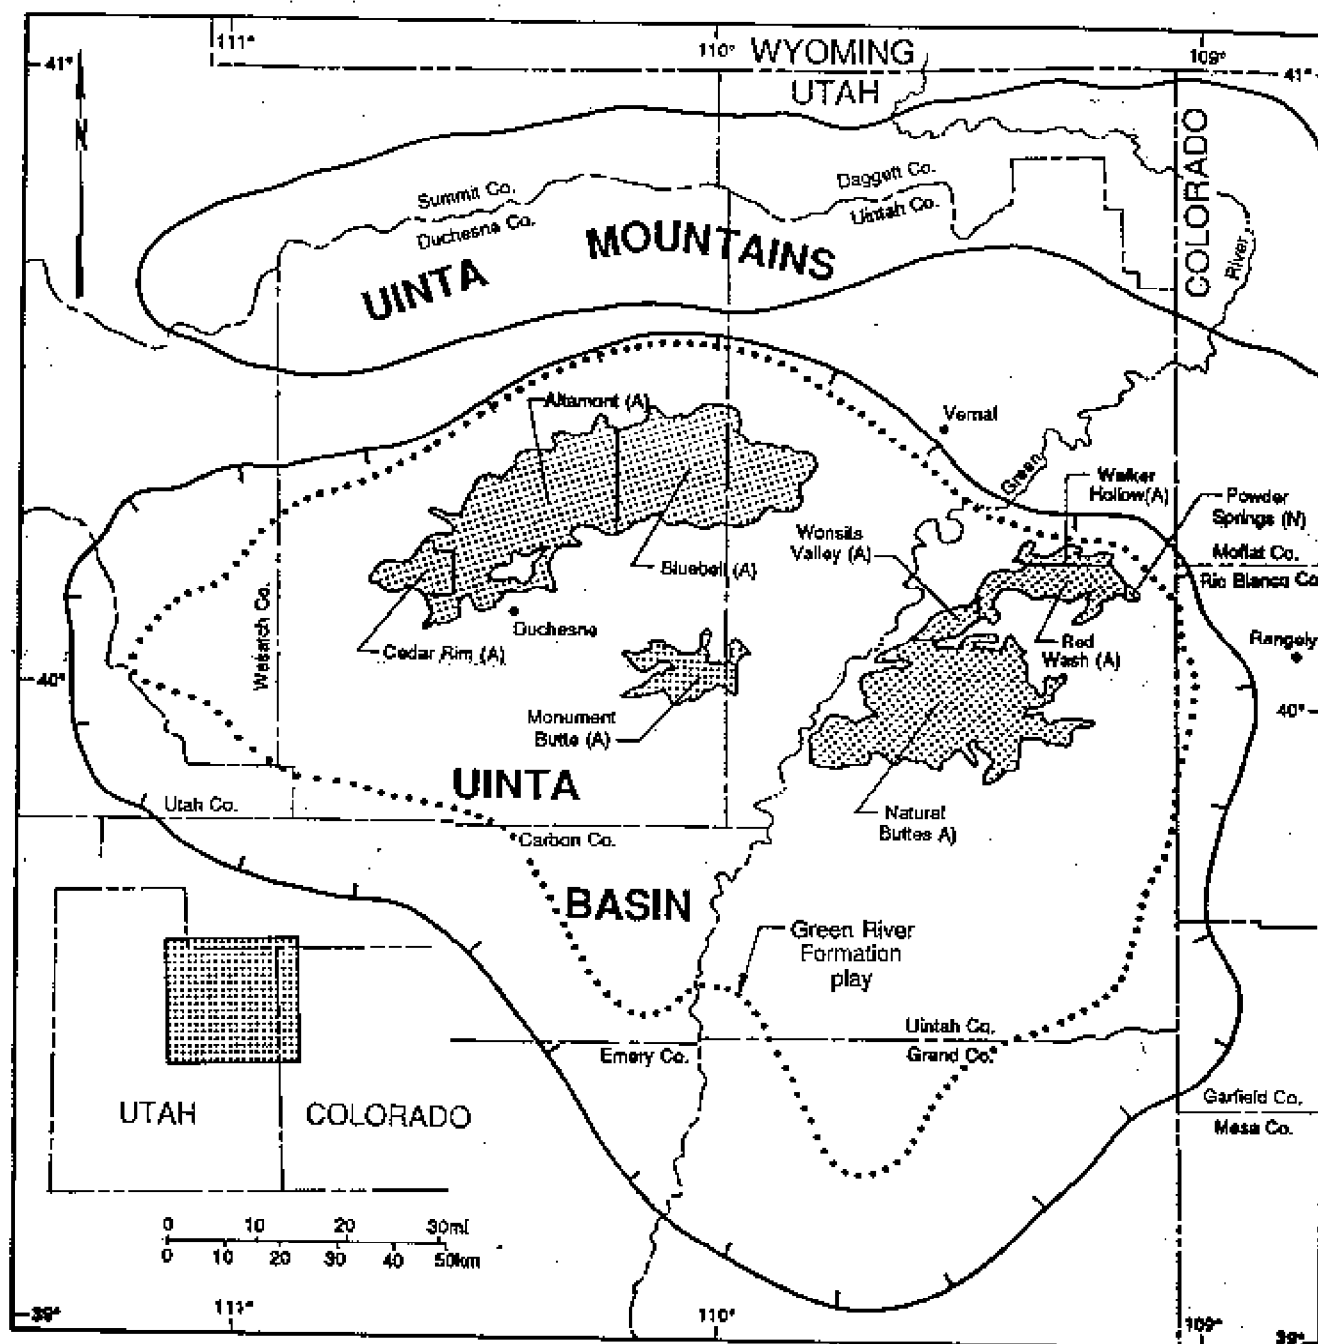 111°
110°
WYOMING
109°
41°
41°
UTAH
N
COLORADO
Summit Co.
Duchesne Co.
Daggett Co.
Uintah Co.
UINTA
MOUNTAINS
River
Altamont (A)
Vernal
Green
Walker
Hollow(A)
Powder
Springs (N)
Wonsits
Valley (A)
Bluebell (A)
Moffat Co.
Rio Blanco Co.
Wasatch Co.
Duchesne
Cedar Rim (A)
Red
Wash (A)
Rangely
40°
40°
Monument
Butte (A)
UINTA
Utah Co.
Carbon Co.
Natural
Buttes A)
BASIN
Green River
Formation
play
Uintah Co.
Emery Co.
Grand Co.
Garfield Co.
Mesa Co.
UTAH
COLORADO
0 10 20 30mi
0 10 20 30 40 50km
39°
111°
110°
109°
39°